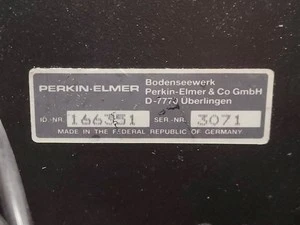 PERKIN-ELMER
Bodenseewerk
Perkin-Elmer & Co GmbH
D-7770 Überlingen
ID.-NR. 166351 SER.-NR. 3071
MADE IN THE FEDERAL REPUBLIC OF GERMANY